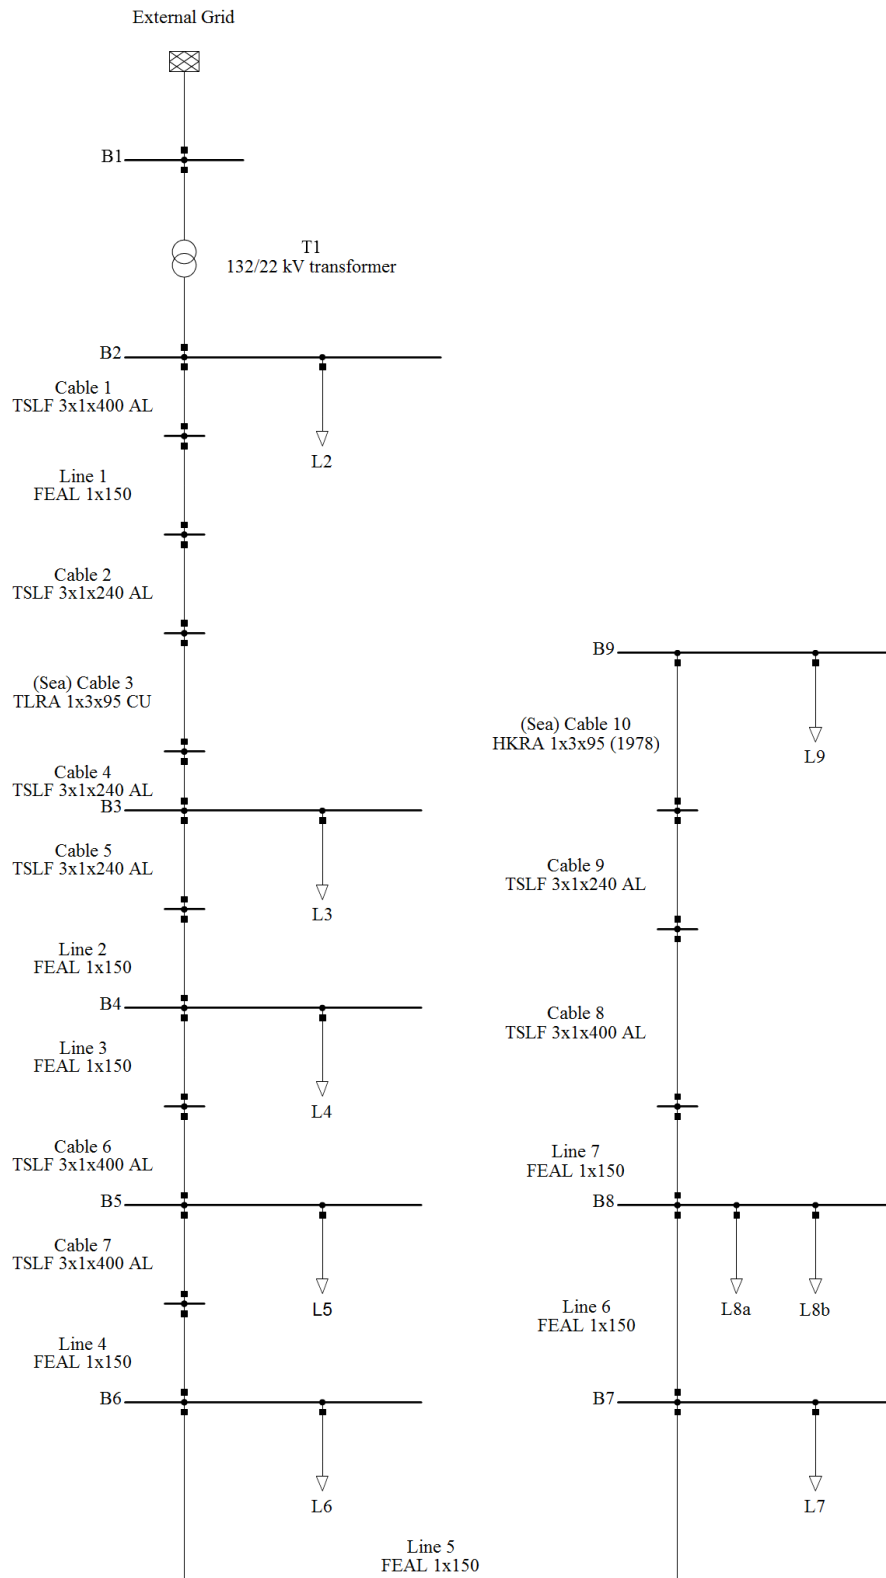 External Grid
B1
T1
132/22 kV transformer
B2
Cable 1
TSLF 3x1x400 AL
L2
Line 1
FEAL 1x150
Cable 2
TSLF 3x1x240 AL
(Sea) Cable 3
TLRA 1x3x95 CU
Cable 4
TSLF 3x1x240 AL
B3
Cable 5
TSLF 3x1x240 AL
L3
Line 2
FEAL 1x150
B4
Line 3
FEAL 1x150
L4
Cable 6
TSLF 3x1x400 AL
B5
Cable 7
TSLF 3x1x400 AL
L5
Line 4
FEAL 1x150
B6
L6
Line 5
FEAL 1x150
B9
(Sea) Cable 10
HKRA 1x3x95 (1978)
L9
Cable 9
TSLF 3x1x240 AL
Cable 8
TSLF 3x1x400 AL
Line 7
FEAL 1x150
B8
L8a
L8b
Line 6
FEAL 1x150
B7
L7